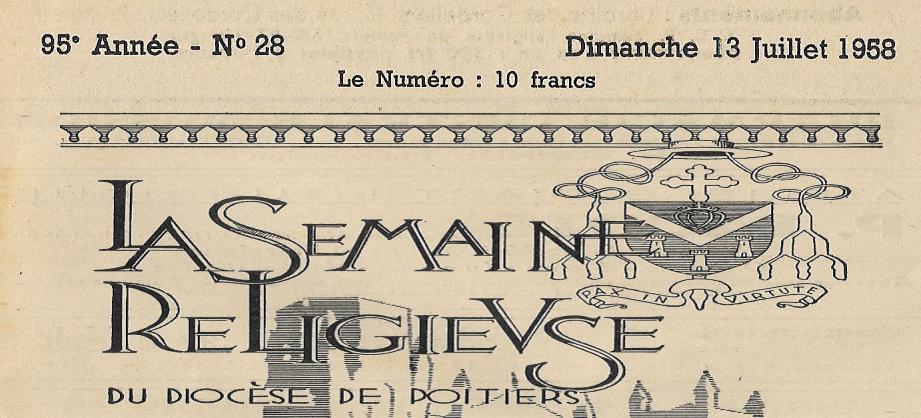 95e Année - No 28
Dimanche 13 Juillet 1958
Le Numéro : 10 francs
LA SEMAINE
RELIGIEVSE
PAX IN VIRTUTE
DU DIOCÈSE DE POITIERS